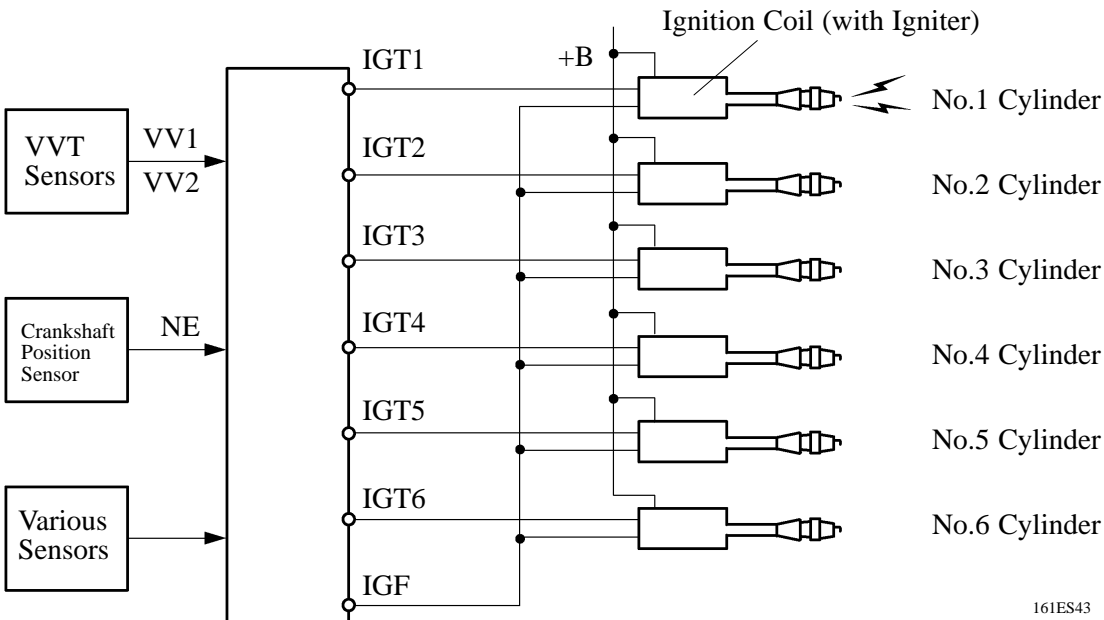 Ignition Coil (with Igniter)
IGT1
+B
No.1 Cylinder
VVT
Sensors
VV1
VV2
IGT2
No.2 Cylinder
IGT3
No.3 Cylinder
Crankshaft
Position
Sensor
NE
IGT4
No.4 Cylinder
IGT5
No.5 Cylinder
Various
Sensors
IGT6
No.6 Cylinder
IGF
161ES43